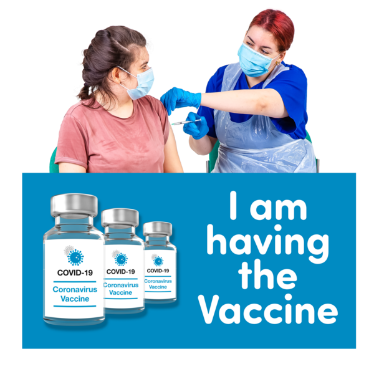 COVID-19
Coronavirus
Vaccine
COVID-19
Coronavirus
Vaccine
COVID-19
Coronavirus
Vaccine
I am
having
the
Vaccine